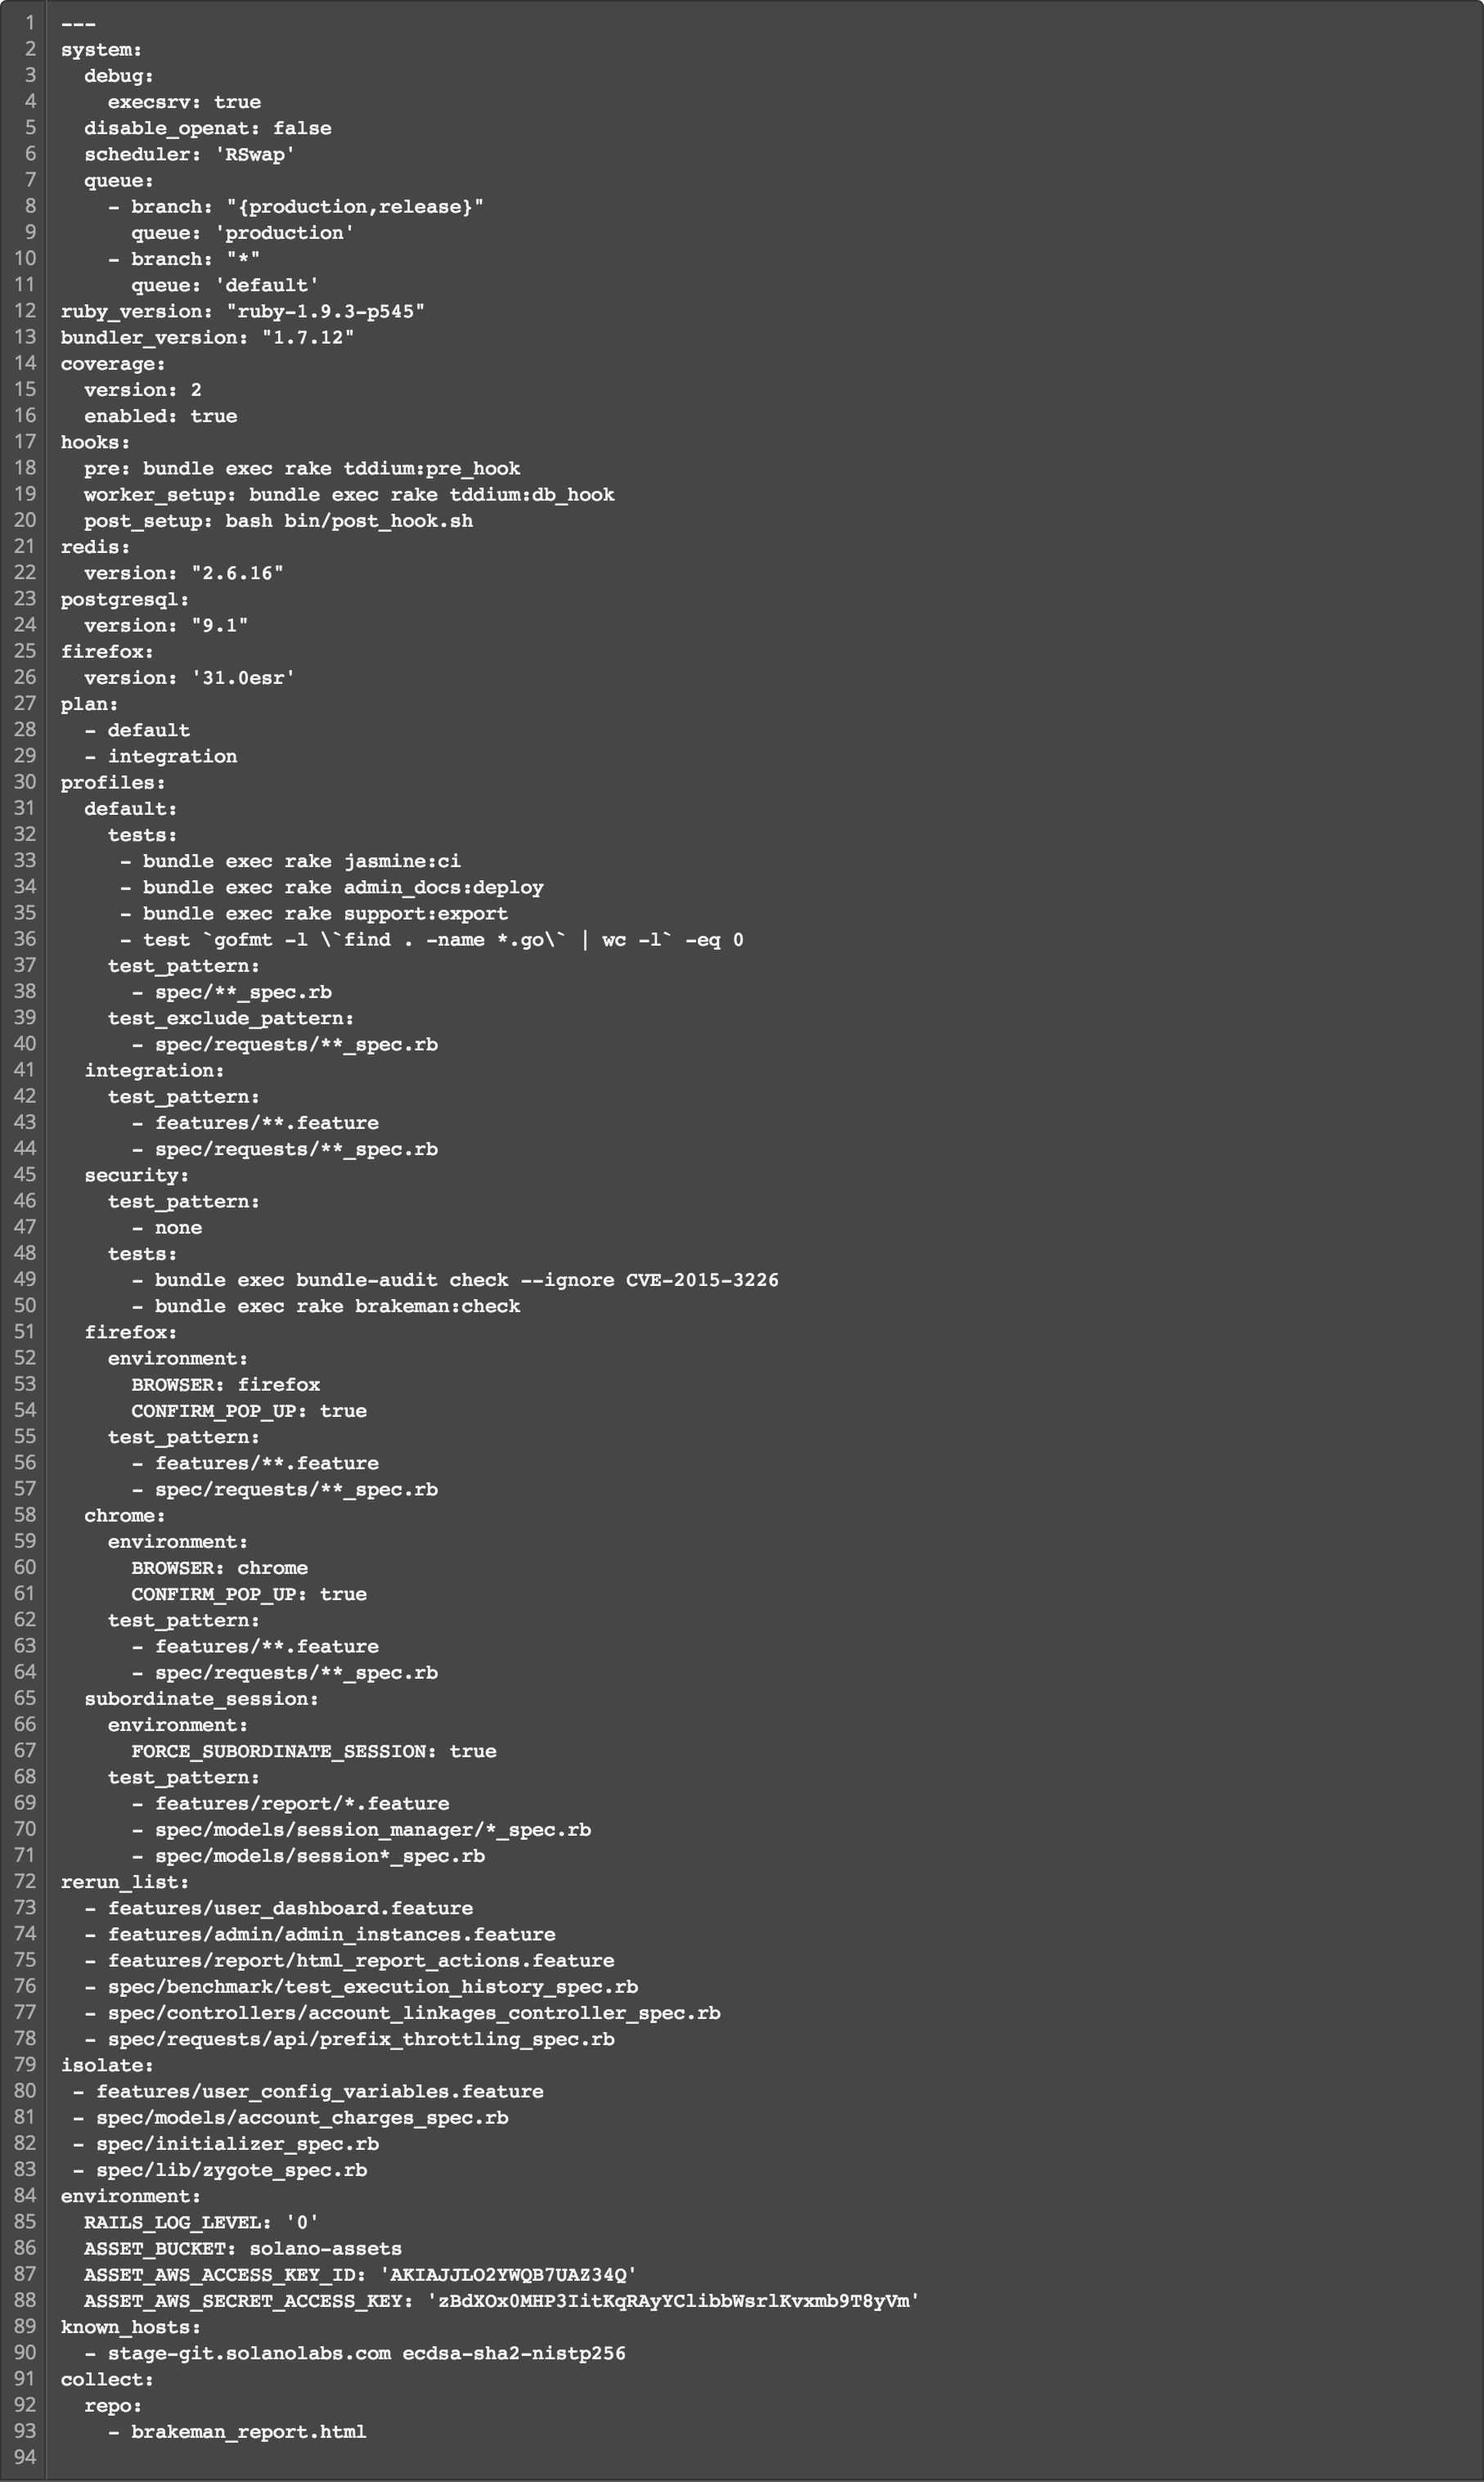 1 ---
2 system:
3   debug:
4     execsrv: true
5   disable_openat: false
6   scheduler: 'RSwap'
7   queue:
8     - branch: "{production,release}"
9       queue: 'production'
10     - branch: "*"
11       queue: 'default'
12 ruby_version: "ruby-1.9.3-p545"
13 bundler_version: "1.7.12"
14 coverage:
15   version: 2
16   enabled: true
17 hooks:
18   pre: bundle exec rake tddium:pre_hook
19   worker_setup: bundle exec rake tddium:db_hook
20   post_setup: bash bin/post_hook.sh
21 redis:
22   version: "2.6.16"
23 postgresql:
24   version: "9.1"
25 firefox:
26   version: '31.0esr'
27 plan:
28   - default
29   - integration
30 profiles:
31   default:
32     tests:
33      - bundle exec rake jasmine:ci
34      - bundle exec rake admin_docs:deploy
35      - bundle exec rake support:export
36      - test `gofmt -l \`find . -name *.go\` | wc -l` -eq 0
37     test_pattern:
38       - spec/**_spec.rb
39     test_exclude_pattern:
40       - spec/requests/**_spec.rb
41   integration:
42     test_pattern:
43       - features/**.feature
44       - spec/requests/**_spec.rb
45   security:
46     test_pattern:
47       - none
48     tests:
49       - bundle exec bundle-audit check --ignore CVE-2015-3226
50       - bundle exec rake brakeman:check
51   firefox:
52     environment:
53       BROWSER: firefox
54       CONFIRM_POP_UP: true
55     test_pattern:
56       - features/**.feature
57       - spec/requests/**_spec.rb
58   chrome:
59     environment:
60       BROWSER: chrome
61       CONFIRM_POP_UP: true
62     test_pattern:
63       - features/**.feature
64       - spec/requests/**_spec.rb
65   subordinate_session:
66     environment:
67       FORCE_SUBORDINATE_SESSION: true
68     test_pattern:
69       - features/report/*.feature
70       - spec/models/session_manager/*_spec.rb
71       - spec/models/session*_spec.rb
72 rerun_list:
73   - features/user_dashboard.feature
74   - features/admin/admin_instances.feature
75   - features/report/html_report_actions.feature
76   - spec/benchmark/test_execution_history_spec.rb
77   - spec/controllers/account_linkages_controller_spec.rb
78   - spec/requests/api/prefix_throttling_spec.rb
79 isolate:
80  - features/user_config_variables.feature
81  - spec/models/account_charges_spec.rb
82  - spec/initializer_spec.rb
83  - spec/lib/zygote_spec.rb
84 environment:
85   RAILS_LOG_LEVEL: '0'
86   ASSET_BUCKET: solano-assets
87   ASSET_AWS_ACCESS_KEY_ID: 'AKIAJJLO2YWQB7UAZ34Q'
88   ASSET_AWS_SECRET_ACCESS_KEY: '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'
89 known_hosts:
90   - stage-git.solanolabs.com ecdsa-sha2-nistp256
91 collect:
92   repo:
93     - brakeman_report.html
94